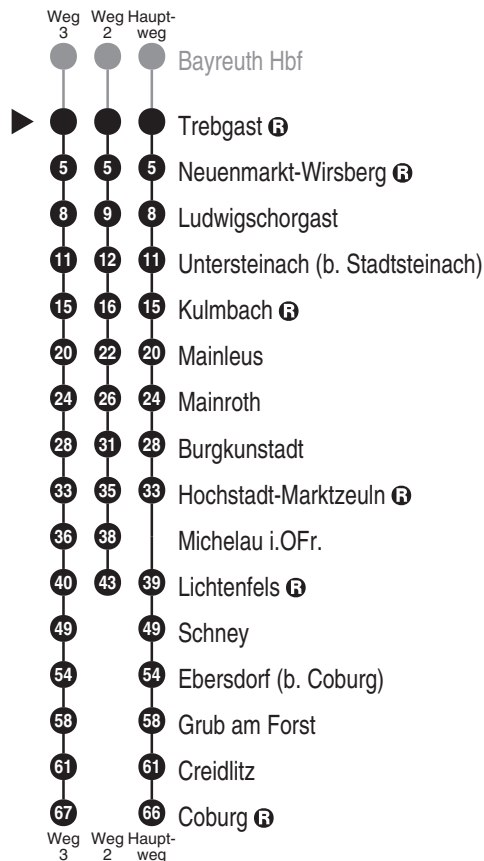 Weg Weg Haupt-
3 2 weg
Bayreuth Hbf
Trebgast R
5 5 5 Neuenmarkt-Wirsberg R
8 9 8 Ludwigschorgast
11 12 11 Untersteinach (b. Stadtsteinach)
15 16 15 Kulmbach R
20 22 20 Mainleus
24 26 24 Mainroth
28 31 28 Burgkunstadt
33 35 33 Hochstadt-Marktzeuln R
36 38 Michelau i.OFr.
40 43 39 Lichtenfels R
49 49 Schney
54 54 Ebersdorf (b. Coburg)
58 58 Grub am Forst
61 61 Creidlitz
67 66 Coburg R
Weg Weg Haupt-
3 2 weg